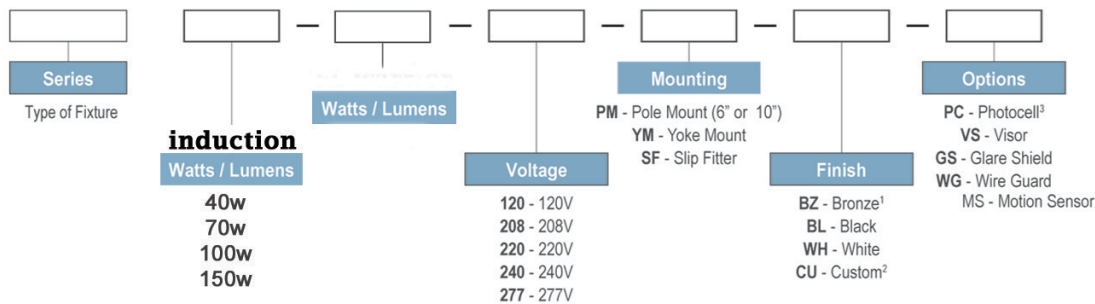 Series
Type of Fixture
induction
Watts / Lumens
40w
70w
100w
150w
Watts / Lumens
Voltage
120 - 120V
208 - 208V
220 - 220V
240 - 240V
277 - 277V
Mounting
PM - Pole Mount (6” or 10”)
YM - Yoke Mount
SF - Slip Fitter
Finish
BZ - Bronze¹
BL - Black
WH - White
CU - Custom²
Options
PC - Photocell³
VS - Visor
GS - Glare Shield
WG - Wire Guard
MS - Motion Sensor